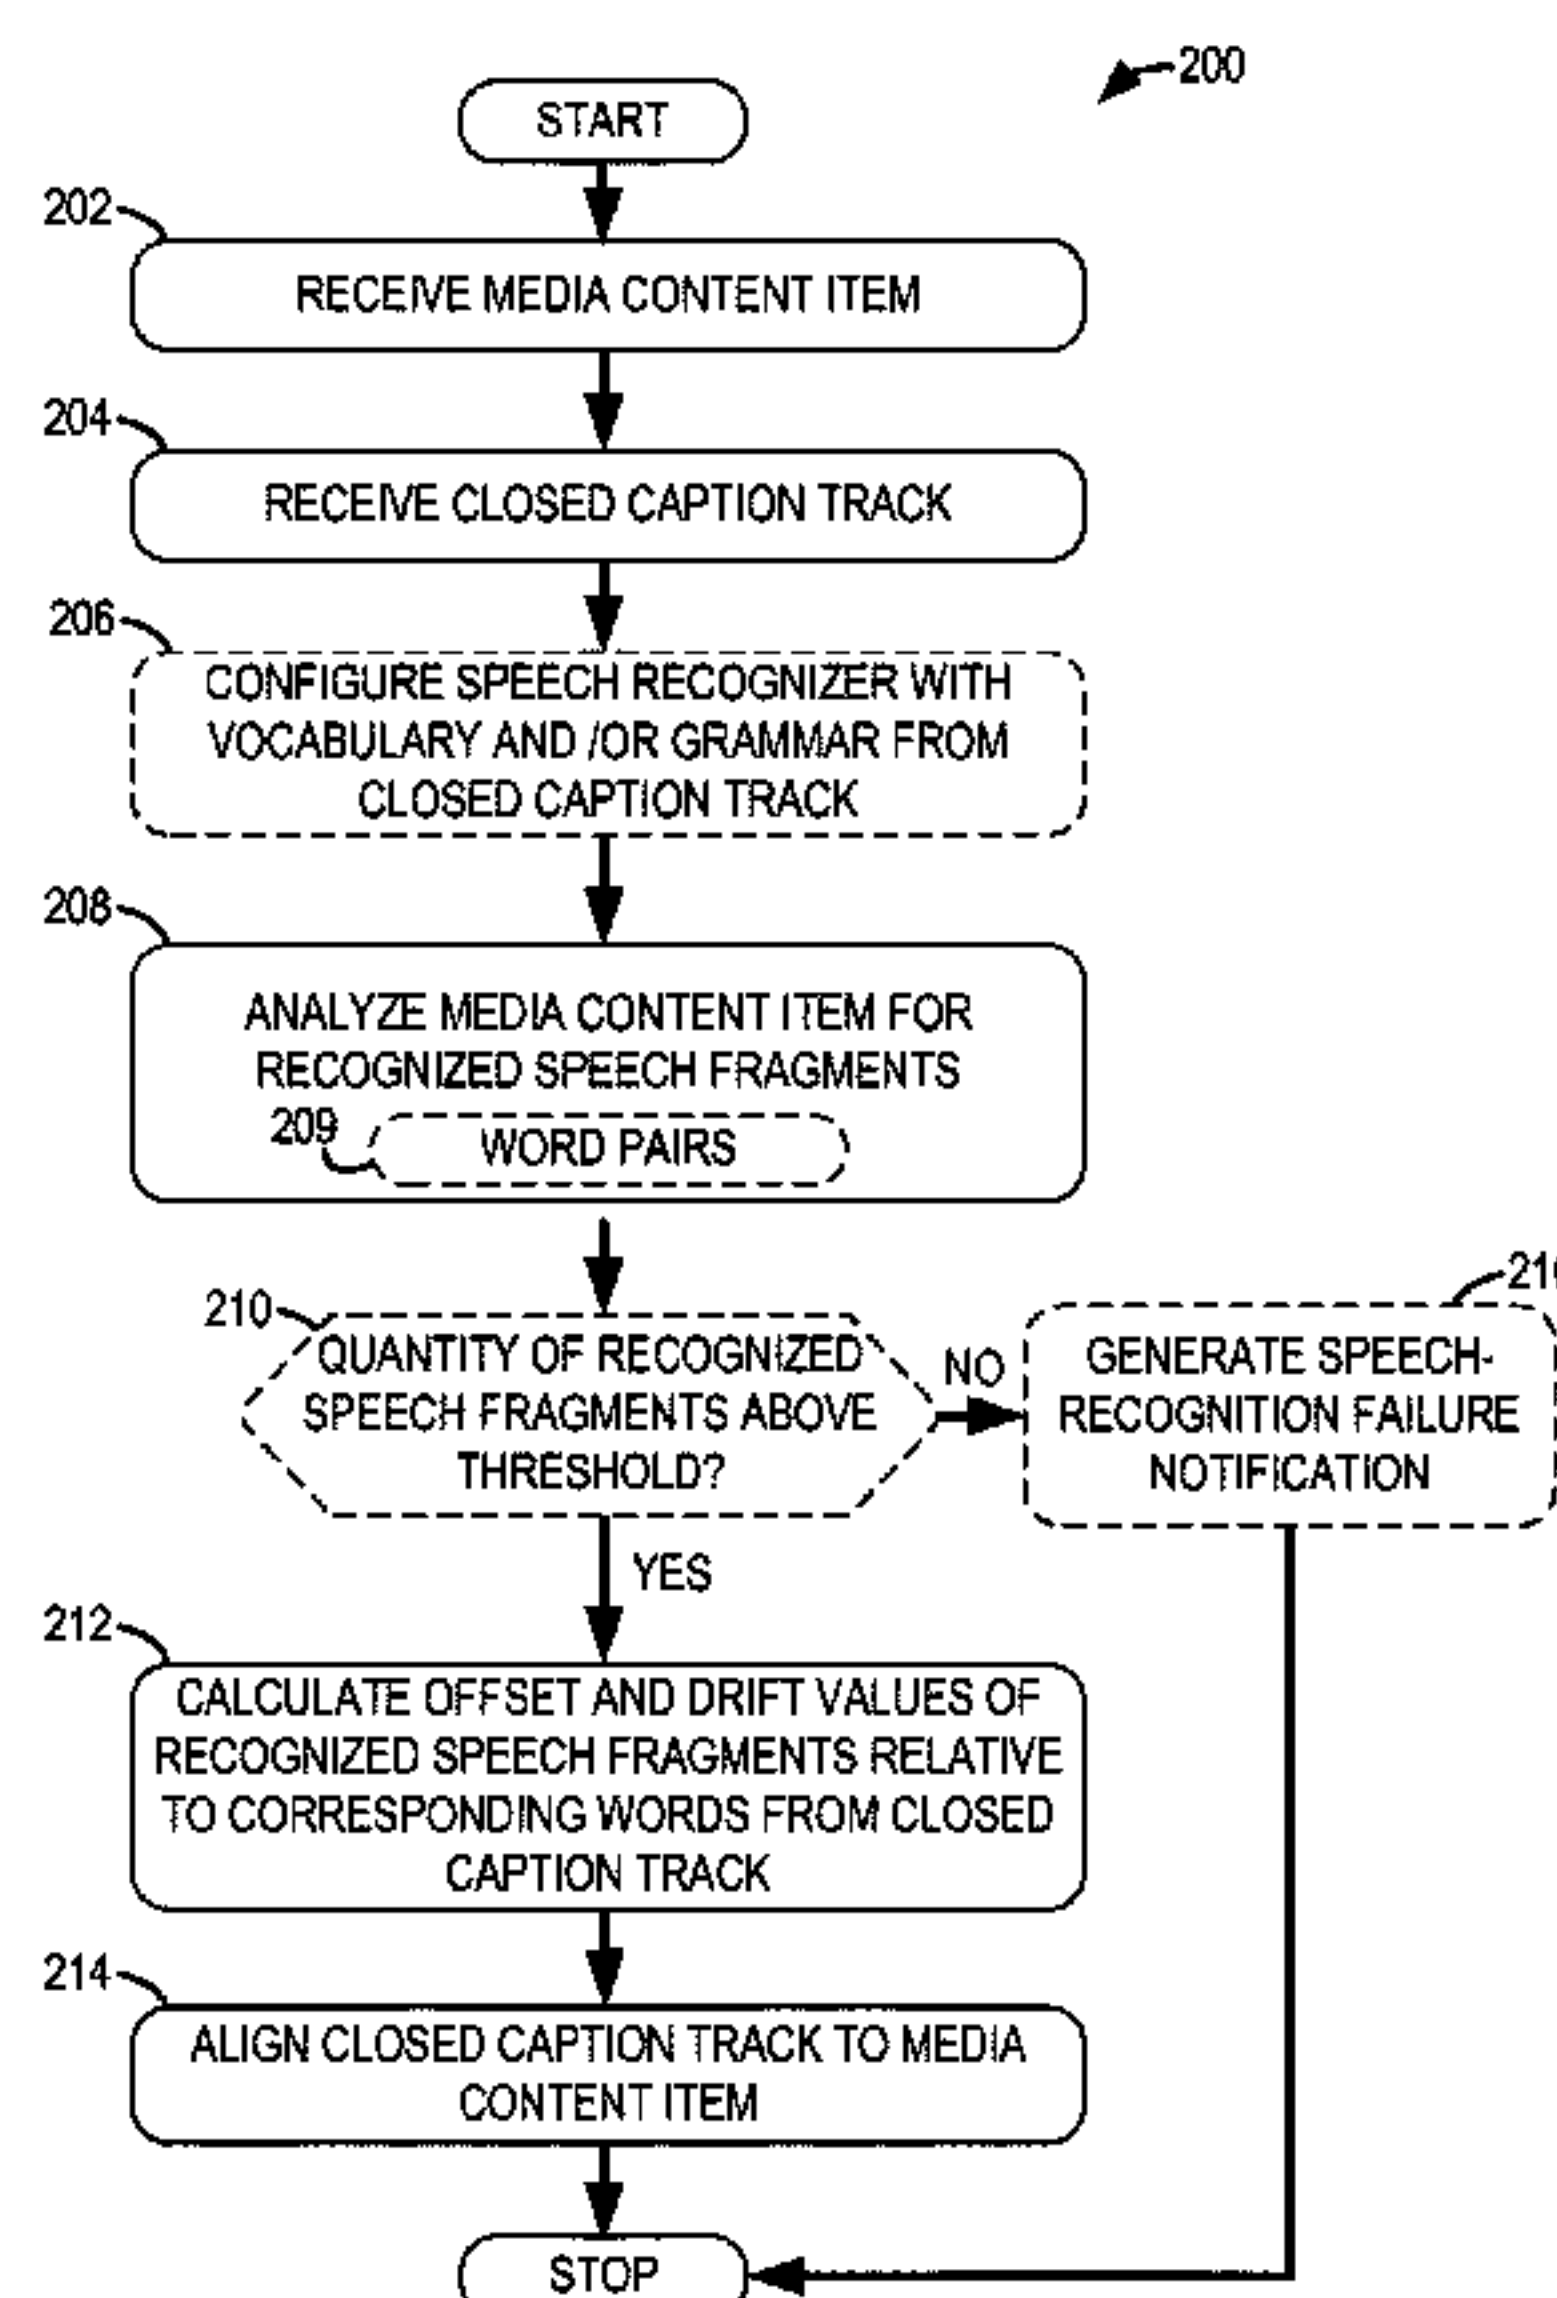 200
START
202
RECEIVE MEDIA CONTENT ITEM
204
RECEIVE CLOSED CAPTION TRACK
206
CONFIGURE SPEECH RECOGNIZER WITH
VOCABULARY AND /OR GRAMMAR FROM
CLOSED CAPTION TRACK
208
ANALYZE MEDIA CONTENT ITEM FOR
RECOGNIZED SPEECH FRAGMENTS
209
WORD PAIRS
210
QUANTITY OF RECOGNIZED
SPEECH FRAGMENTS ABOVE
THRESHOLD?
NO
GENERATE SPEECH-
RECOGNITION FAILURE
NOTIFICATION
YES
212
CALCULATE OFFSET AND DRIFT VALUES OF
RECOGNIZED SPEECH FRAGMENTS RELATIVE
TO CORRESPONDING WORDS FROM CLOSED
CAPTION TRACK
214
ALIGN CLOSED CAPTION TRACK TO MEDIA
CONTENT ITEM
STOP